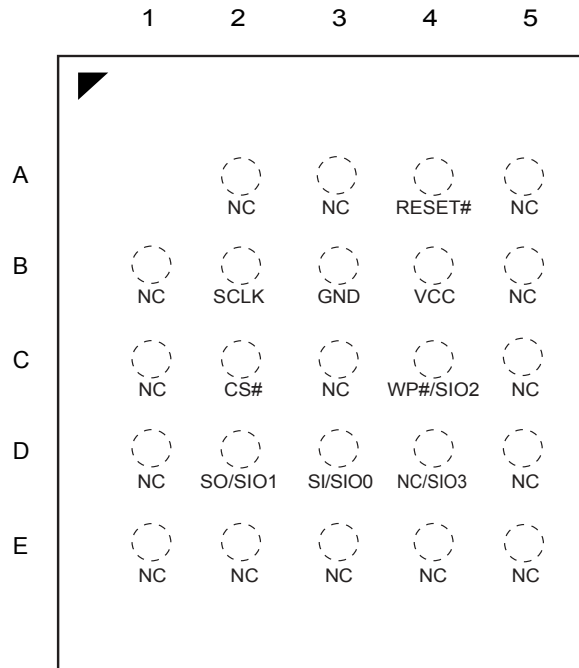 1 2 3 4 5
A
NC NC RESET# NC
B
NC SCLK GND VCC NC
C
NC CS# NC WP#/SIO2 NC
D
NC SO/SIO1 SI/SIO0 NC/SIO3 NC
E
NC NC NC NC NC